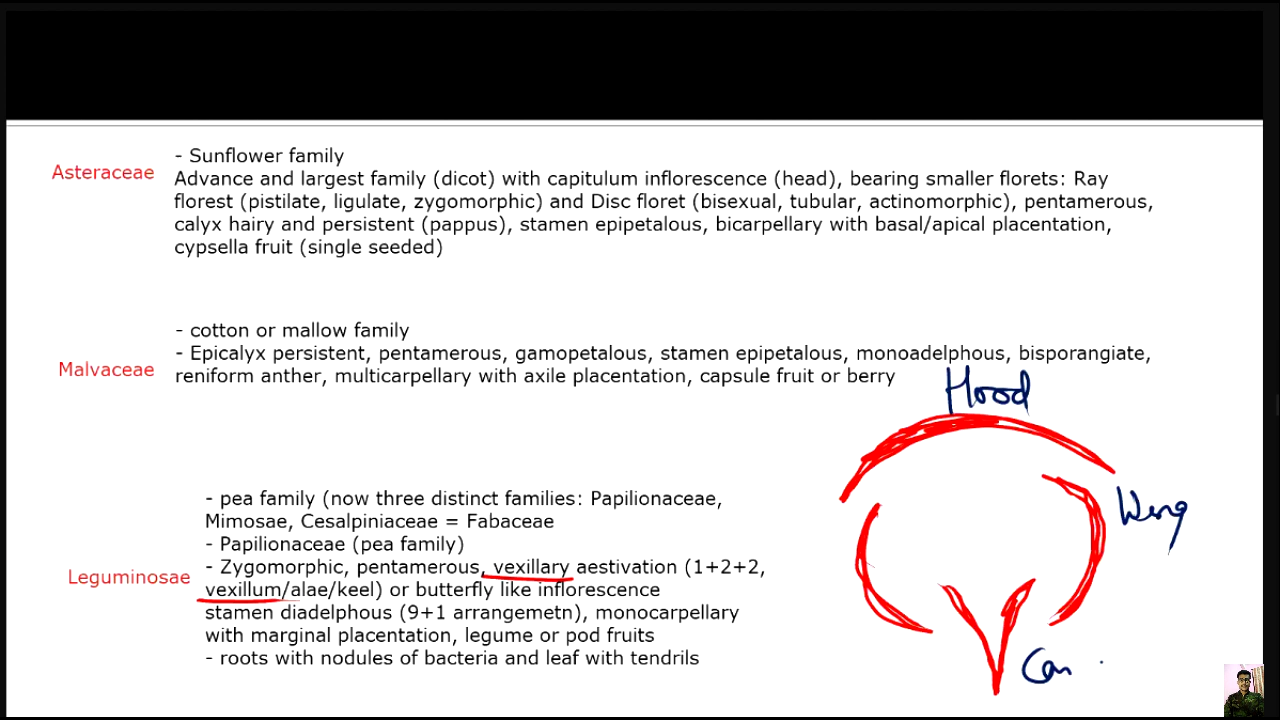 Asteraceae
- Sunflower family
Advance and largest family (dicot) with capitulum inflorescence (head), bearing smaller florets: Ray
florest (pistilate, ligulate, zygomorphic) and Disc floret (bisexual, tubular, actinomorphic), pentamerous,
calyx hairy and persistent (pappus), stamen epipetalous, bicarpellary with basal/apical placentation,
cypsella fruit (single seeded)
Malvaceae
- cotton or mallow family
- Epicalyx persistent, pentamerous, gamopetalous, stamen epipetalous, monoadelphous, bisporangiate,
reniform anther, multicarpellary with axile placentation, capsule fruit or berry
Hood
Wing
Leguminosae
- pea family (now three distinct families: Papilionaceae,
Mimosae, Cesalpiniaceae = Fabaceae
- Papilionaceae (pea family)
- Zygomorphic, pentamerous, vexillary aestivation (1+2+2,
vexillum/alae/keel) or butterfly like inflorescence
stamen diadelphous (9+1 arrangemetn), monocarpellary
with marginal placentation, legume or pod fruits
- roots with nodules of bacteria and leaf with tendrils